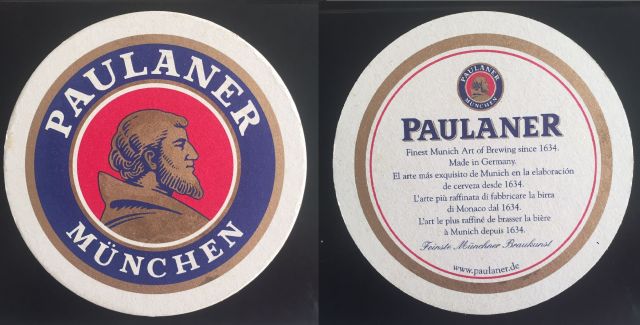 PAULANER
MÜNCHEN
PAULANER
MÜNCHEN
PAULANER
Finest Munich Art of Brewing since 1634.
Made in Germany.
El arte más exquisito de Munich en la elaboración
de cerveza desde 1634.
L'arte più raffinata di fabbricare la birra
di Monaco dal 1634.
L'art le plus raffiné de brasser la bière
à Munich depuis 1634.
Feinste Münchner Braukunst
www.paulaner.de